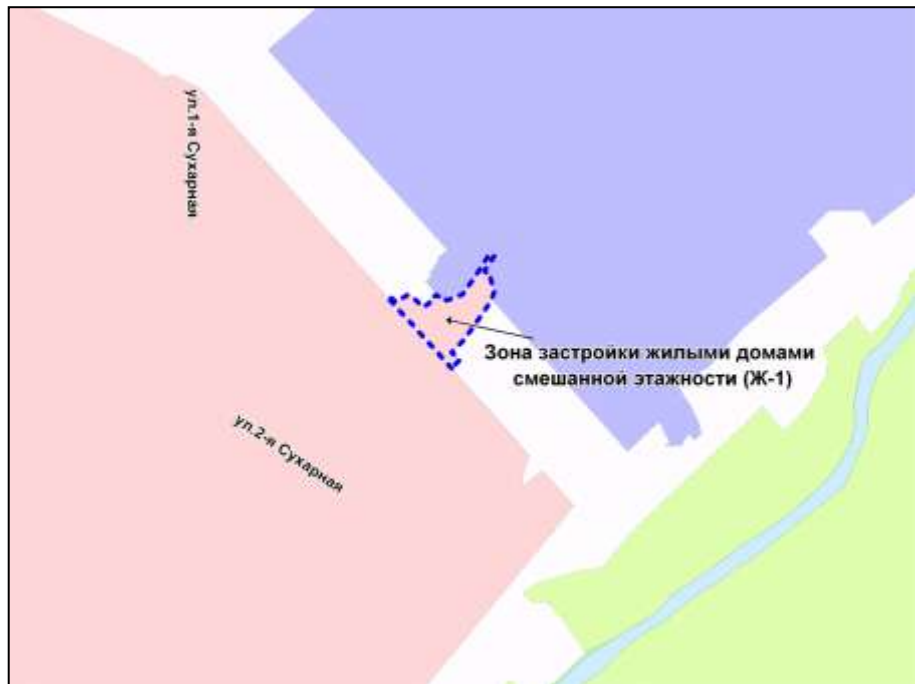 ул.1-я Сухарная
Зона застройки жилыми домами
смешанной этажности (Ж-1)
ул.2-я Сухарная